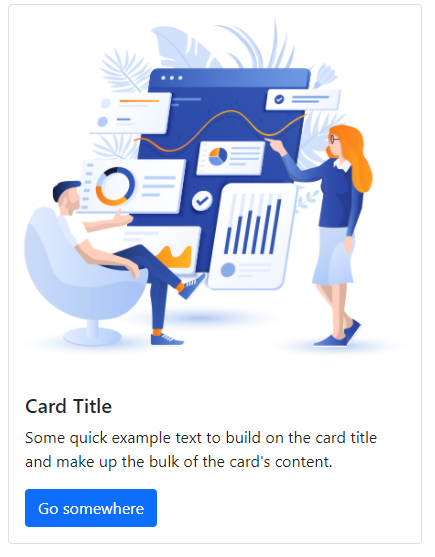 Card Title
Some quick example text to build on the card title
and make up the bulk of the card's content.
Go somewhere